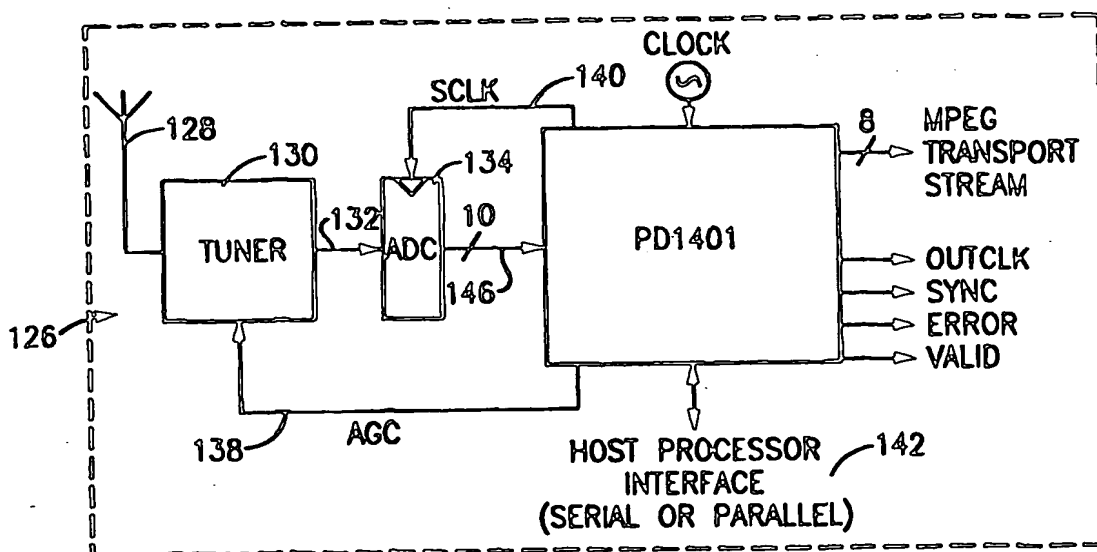 CLOCK
SCLK
140
128
130
134
8
MPEG
TRANSPORT
STREAM
TUNER
132
ADC
10
146
PD1401
OUTCLK
SYNC
ERROR
VALID
126
138
AGC
HOST PROCESSOR
INTERFACE
(SERIAL OR PARALLEL)
142